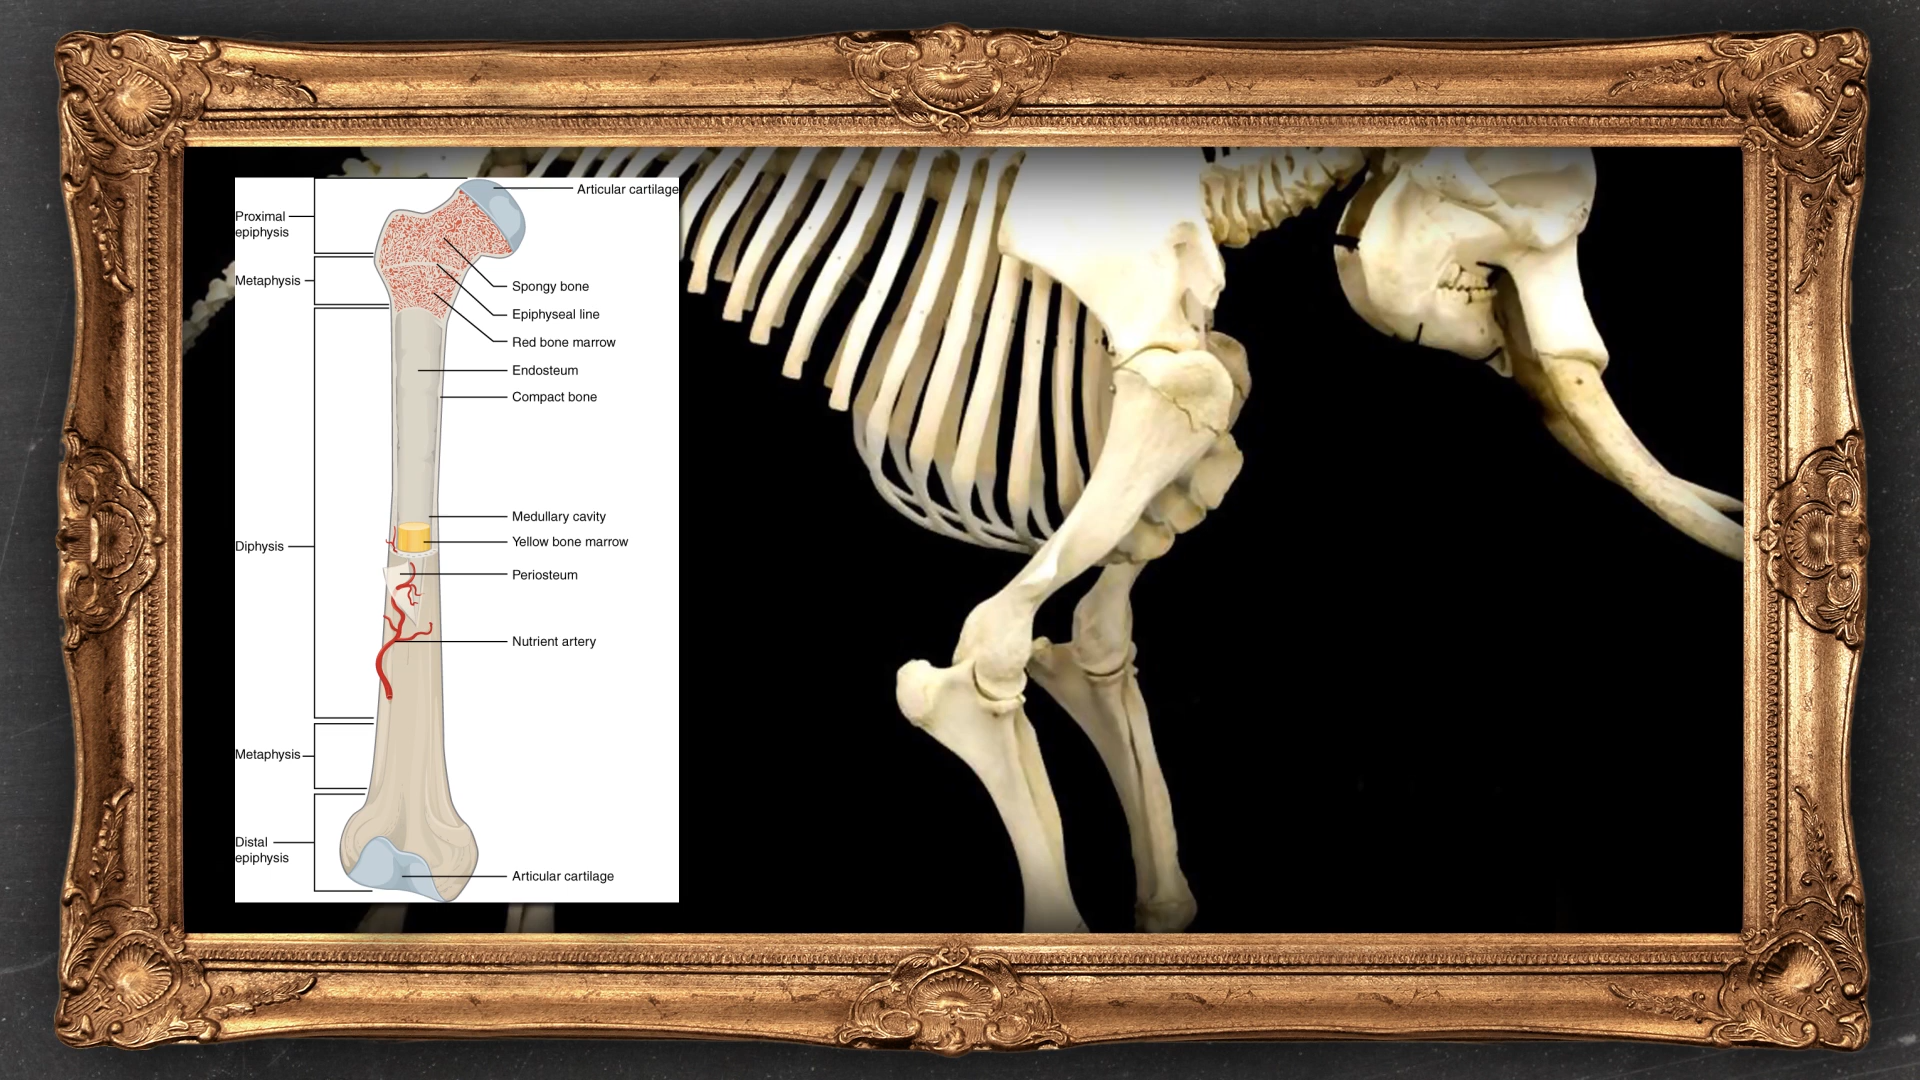 Articular cartilage
Proximal
epiphysis
Metaphysis
Spongy bone
Epiphyseal line
Red bone marrow
Endosteum
Compact bone
Medullary cavity
Yellow bone marrow
Diphysis
Periosteum
Nutrient artery
Metaphysis
Distal
epiphysis
Articular cartilage